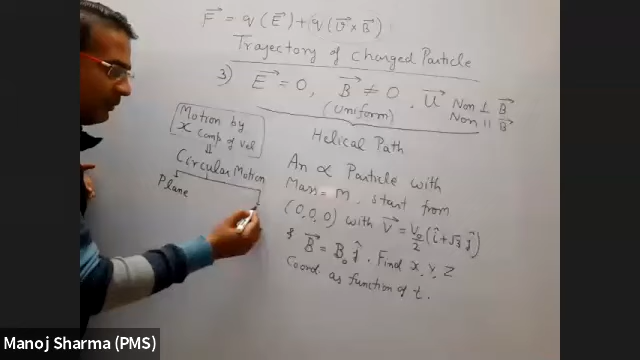 F⃗ = q (E⃗) + q (v⃗ × B⃗)
Trajectory of Charged Particle
3) E⃗ = 0, B⃗ ≠ 0, u⃗ Non ⊥ B⃗
(Uniform) Non || B⃗
Helical Path
Motion by
x comp of Vel
⇓
Circular Motion
Plane
An α Particle with
Mass = m, start from
(0,0,0) with V⃗ = V₀/2 (î+√3 ĵ)
& B⃗ = B₀ ĵ. Find x, y, z
Coord as function of t.
Manoj Sharma (PMS)